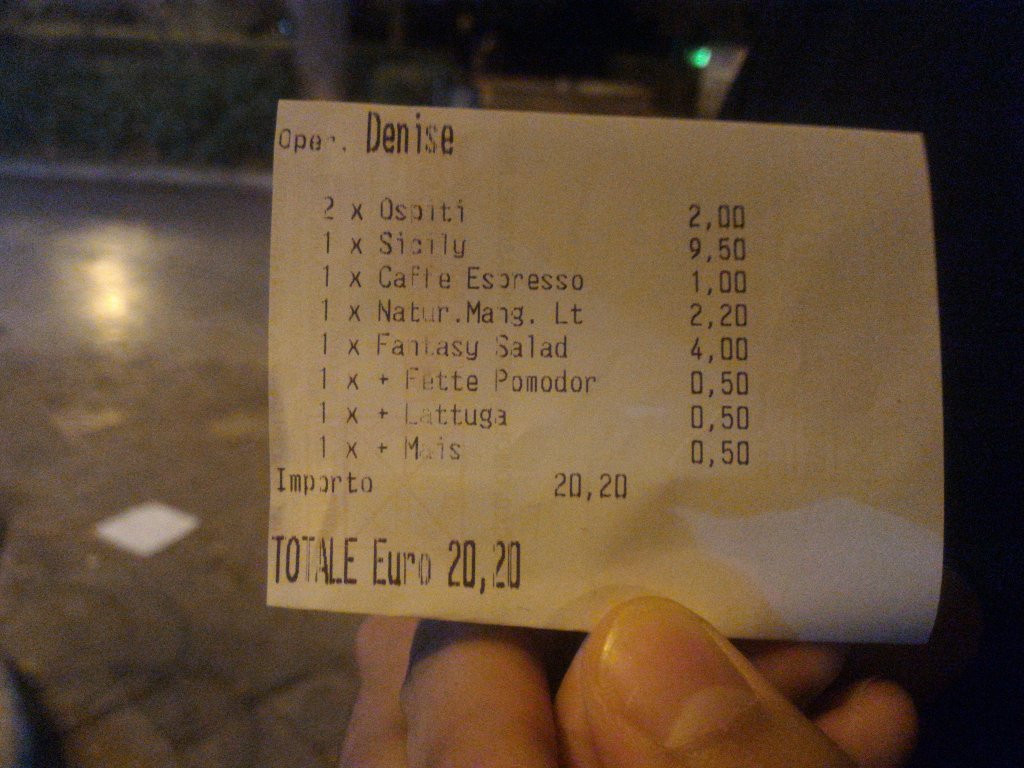 Oper. Denise
2 x Ospiti 2,00
1 x Sicily 9,50
1 x Caffe Espresso 1,00
1 x Natur.Mang. Lt 2,20
1 x Fantasy Salad 4,00
1 x + Fette Pomodor 0,50
1 x + Lattuga 0,50
1 x + Mais 0,50
Importo 20,20
TOTALE Euro 20,20